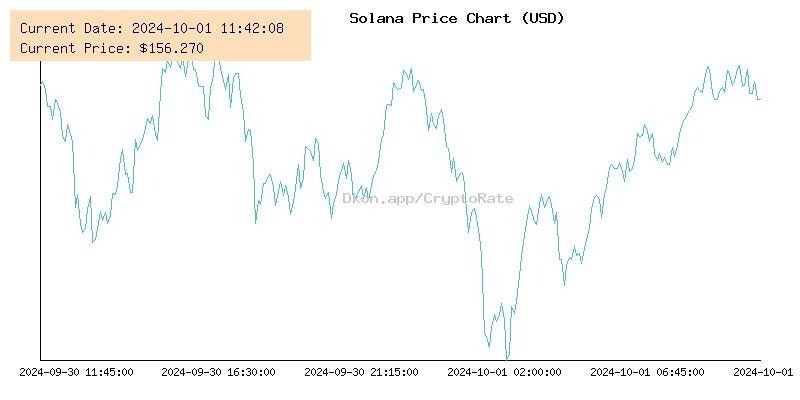 Solana Price Chart (USD)
Current Date: 2024-10-01 11:42:08
Current Price: $156.270
Dkon.app/CryptoRate
2024-09-30 11:45:00 2024-09-30 16:30:00 2024-09-30 21:15:00 2024-10-01 02:00:00 2024-10-01 06:45:00 2024-10-01